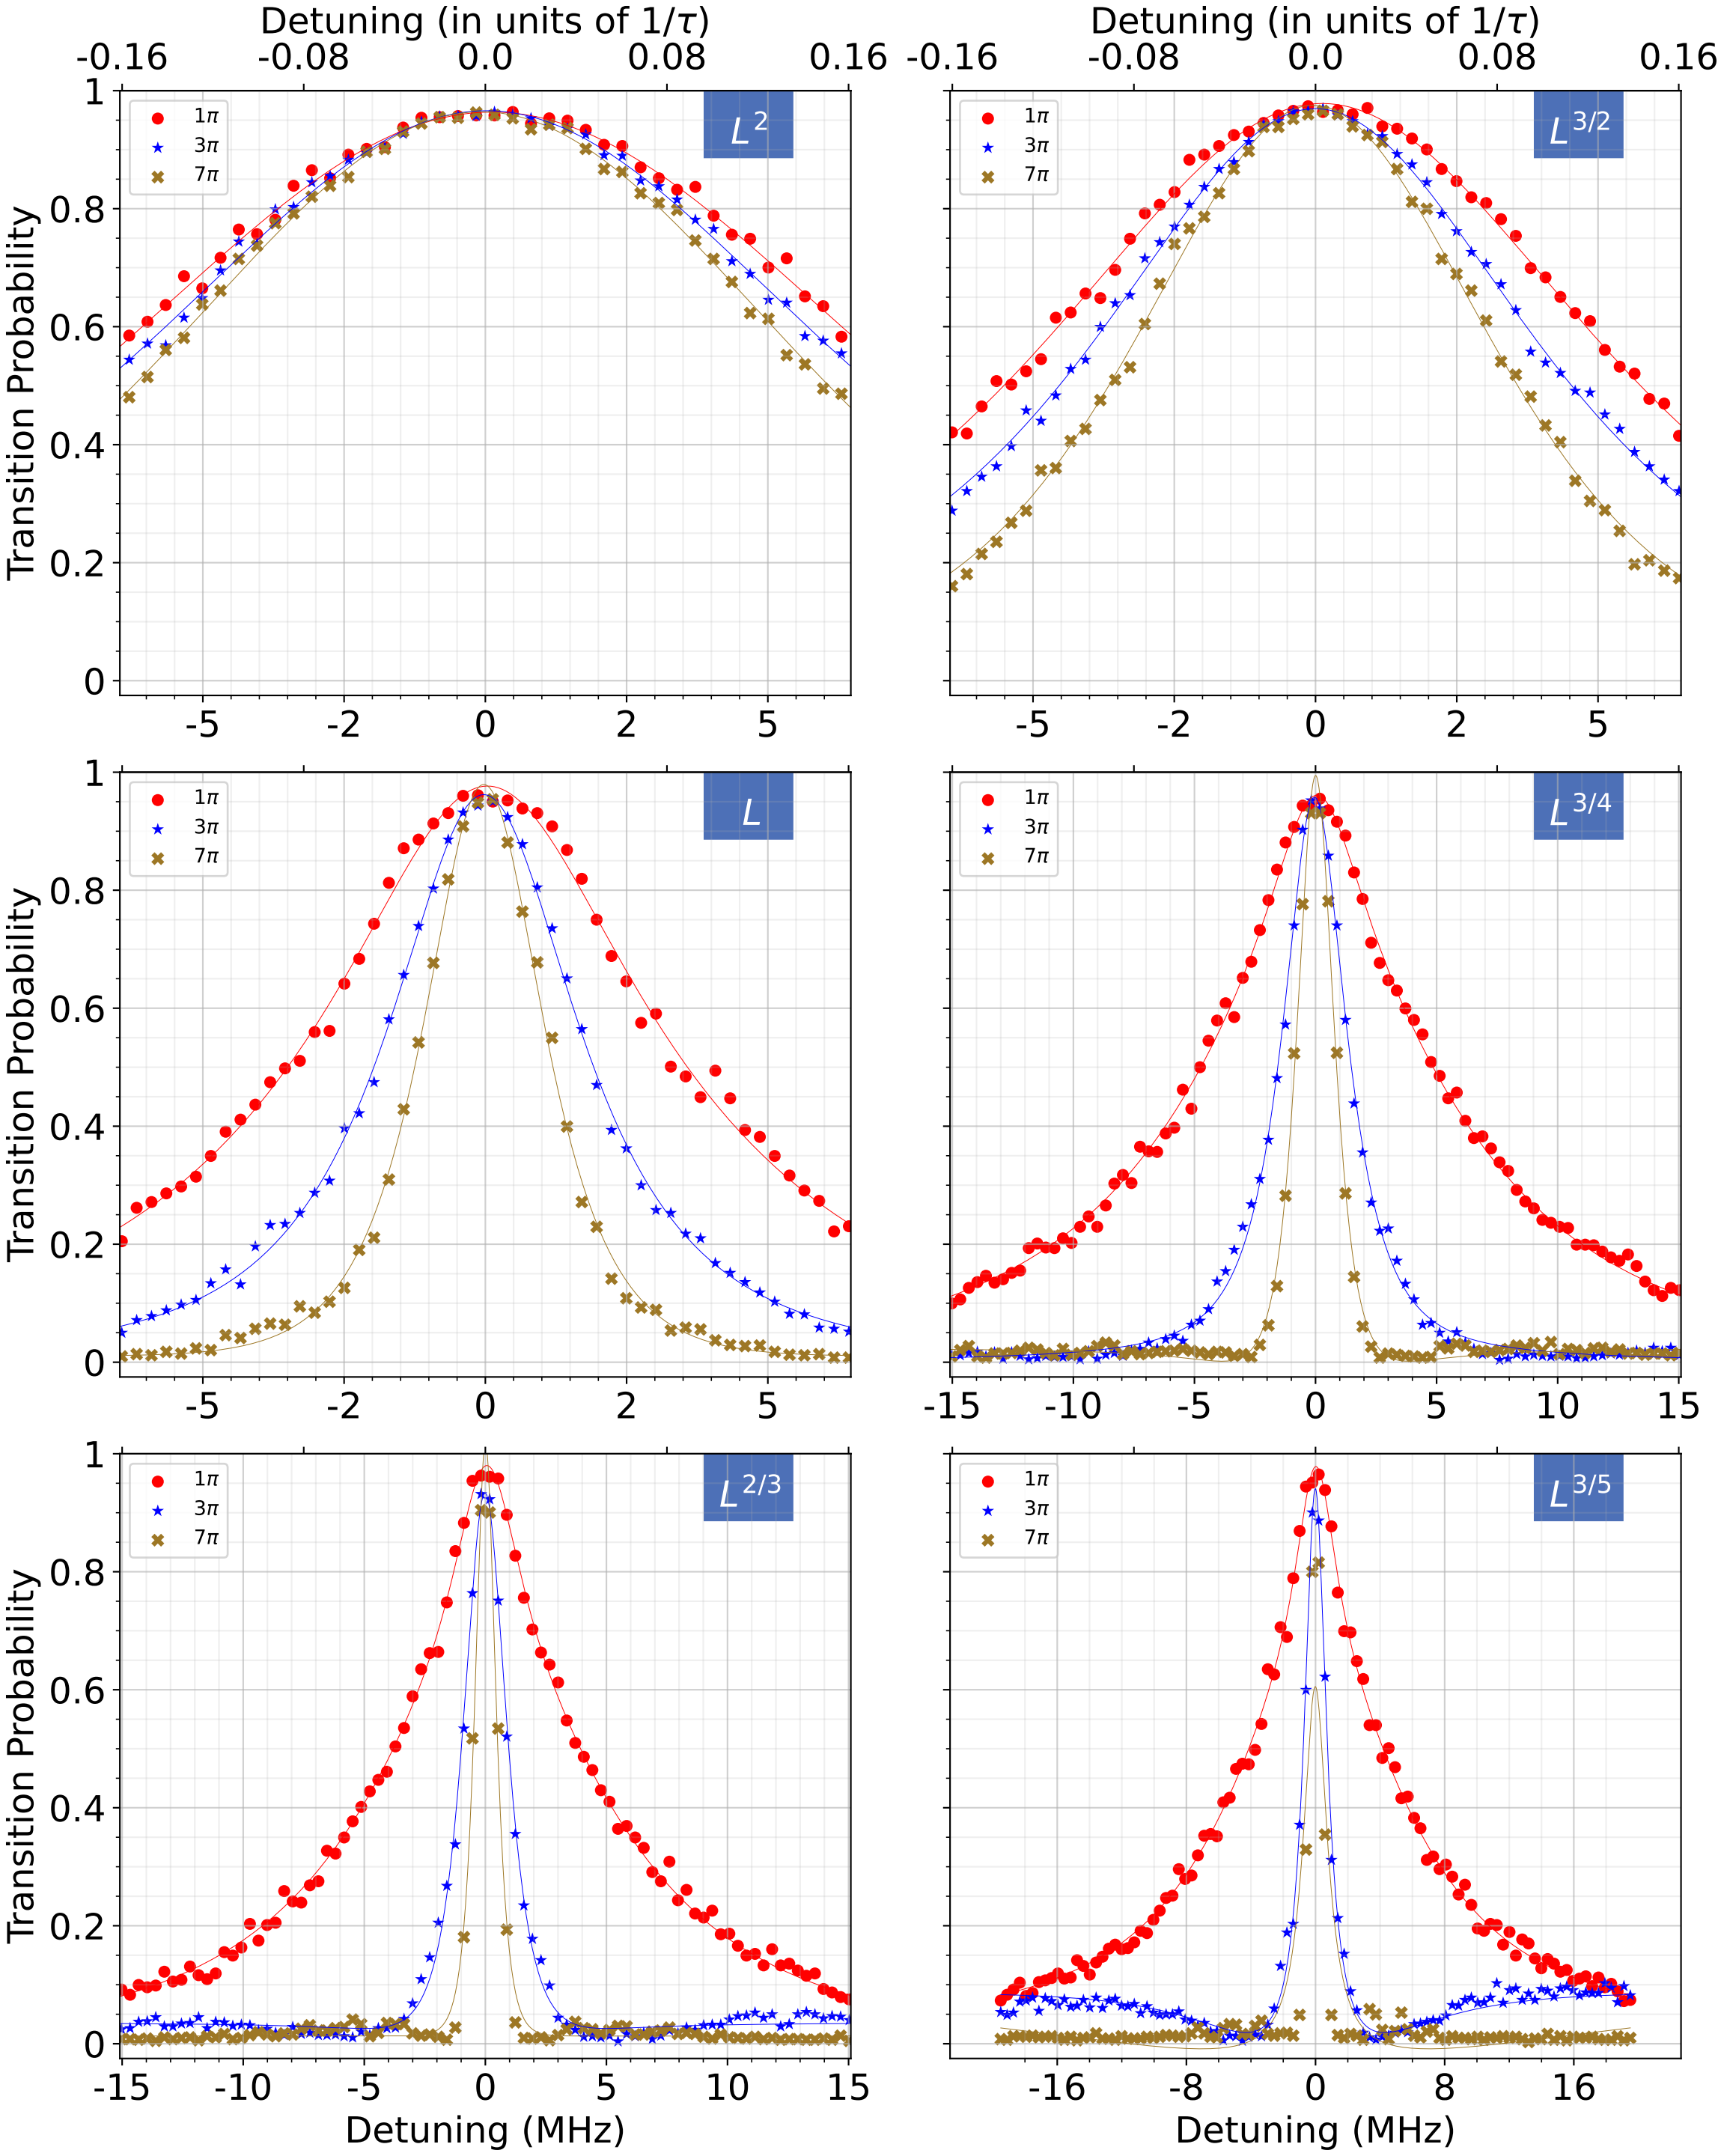 Detuning (in units of 1/τ) Detuning (in units of 1/τ)
-0.16 -0.08 0.0 0.08 0.16 -0.16 -0.08 0.0 0.08 0.16
1π 3π 7π L² 1π 3π 7π L^3/2
Transition Probability
1
0.8
0.6
0.4
0.2
0
-5 -2 0 2 5 -5 -2 0 2 5
1π 3π 7π L 1π 3π 7π L^3/4
Transition Probability
1
0.8
0.6
0.4
0.2
0
-5 -2 0 2 5 -15 -10 -5 0 5 10 15
1π 3π 7π L^2/3 1π 3π 7π L^3/5
Transition Probability
1
0.8
0.6
0.4
0.2
0
-15 -10 -5 0 5 10 15 -16 -8 0 8 16
Detuning (MHz) Detuning (MHz)